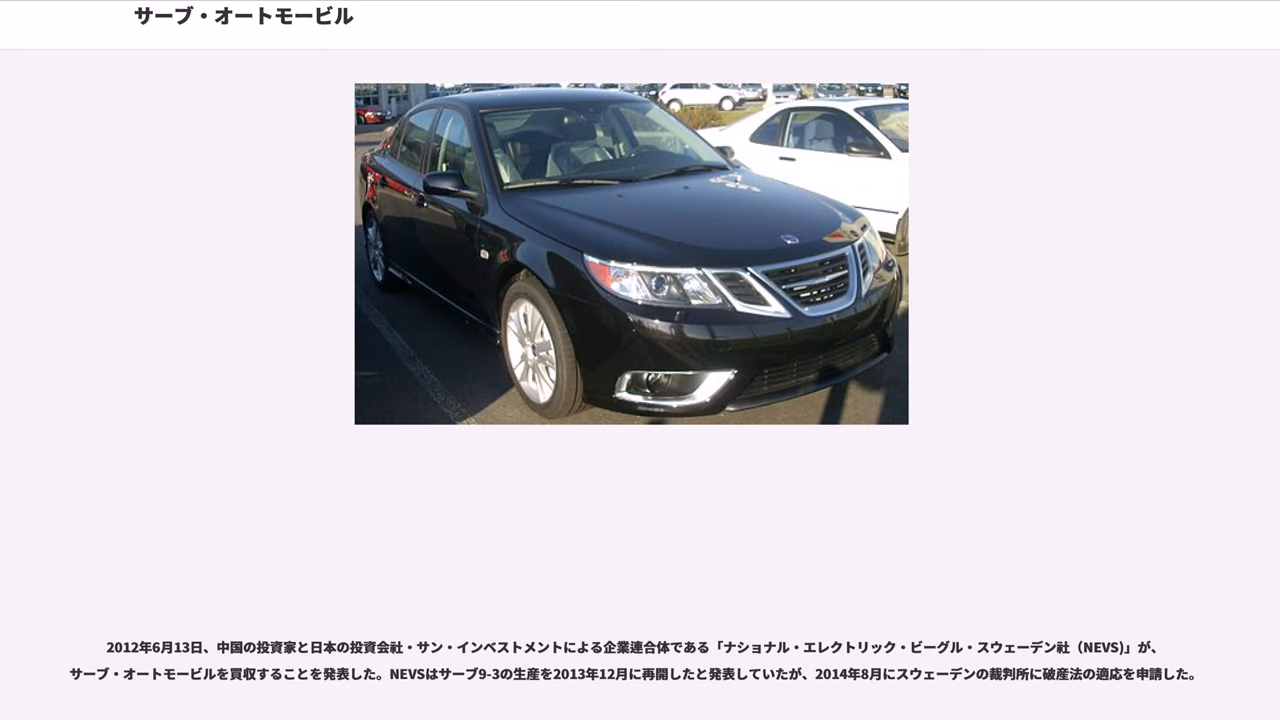 サーブ・オートモービル
2012年6月13日、中国の投資家と日本の投資会社・サン・インベストメントによる企業連合体である「ナショナル・エレクトリック・ビーグル・スウェーデン社（NEVS)」が、
サーブ・オートモービルを買収することを発表した。NEVSはサーブ9-3の生産を2013年12月に再開したと発表していたが、2014年8月にスウェーデンの裁判所に破産法の適応を申請した。